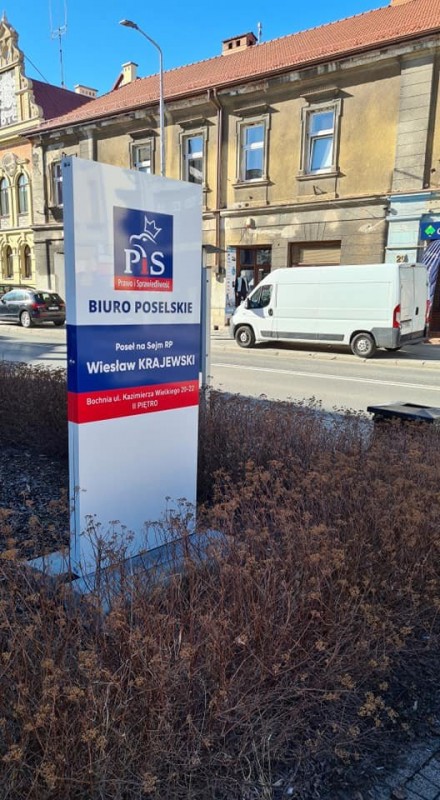 PiS
Prawo i Sprawiedliwość
BIURO POSELSKIE
Poseł na Sejm RP
Wiesław KRAJEWSKI
Bochnia ul. Kazimierza Wielkiego 20-22
II PIĘTRO